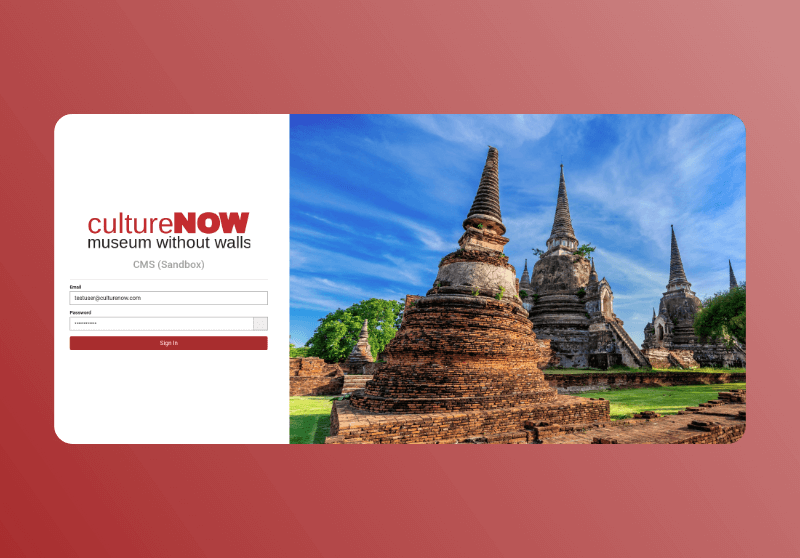 cultureNOW
museum without walls
CMS (Sandbox)
Email
testuser@culturenow.com
Password
Sign In